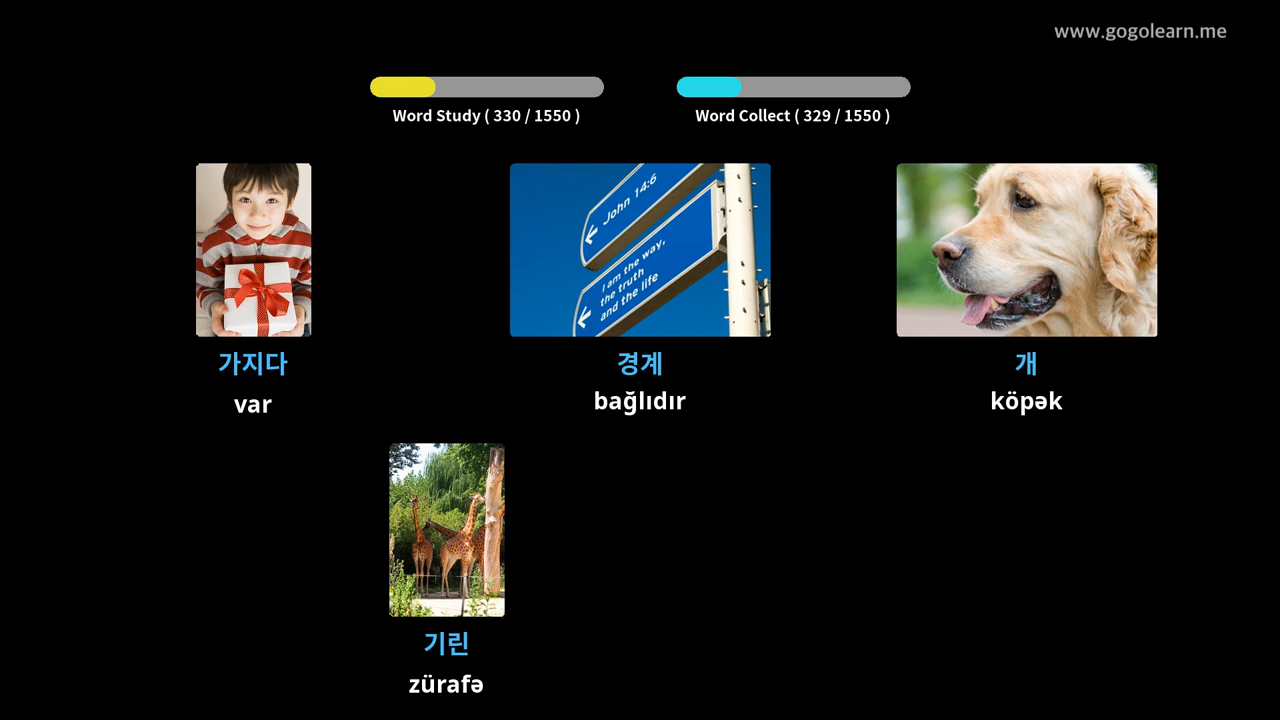 www.gogolearn.me
Word Study ( 330 / 1550 )
Word Collect ( 329 / 1550 )
John 14:6
I am the way,
the truth
and the life
가지다
var
경계
bağlıdır
개
köpək
기린
zürafə